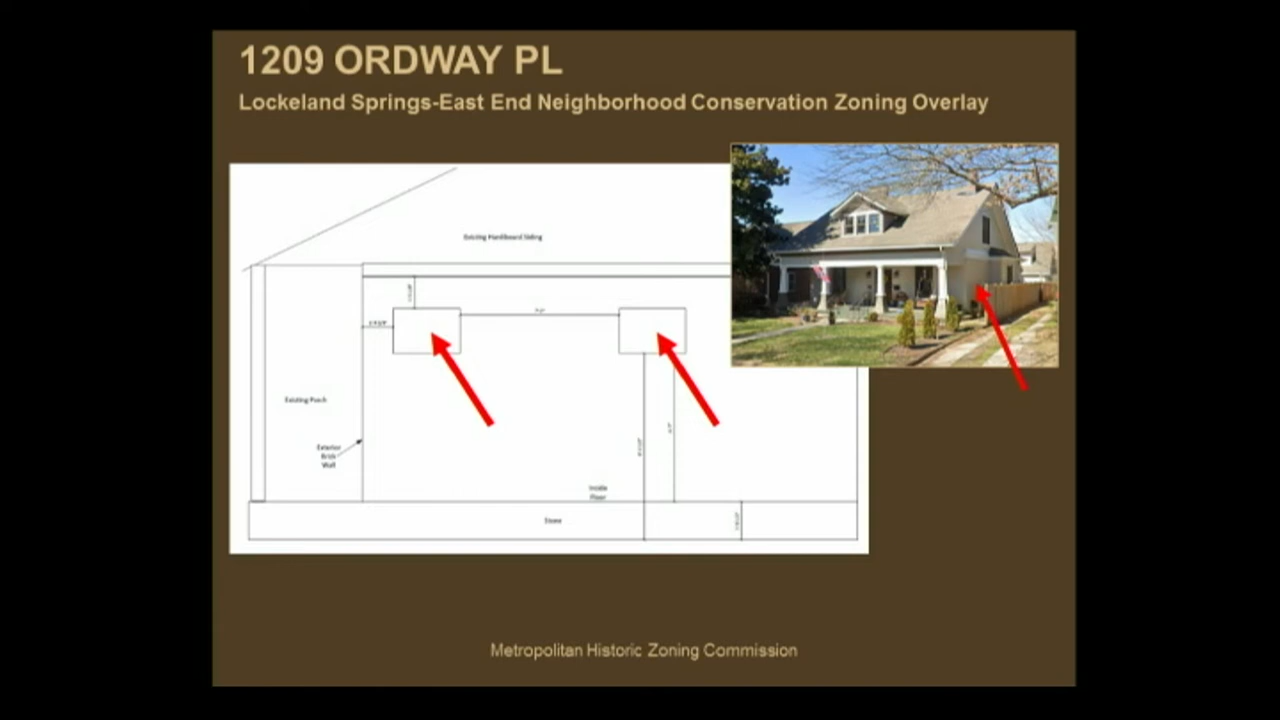 1209 ORDWAY PL
Lockeland Springs-East End Neighborhood Conservation Zoning Overlay
Existing Hardiboard Siding
Existing Porch
Exterior
Brick
Wall
Inside
Floor
Stone
Metropolitan Historic Zoning Commission